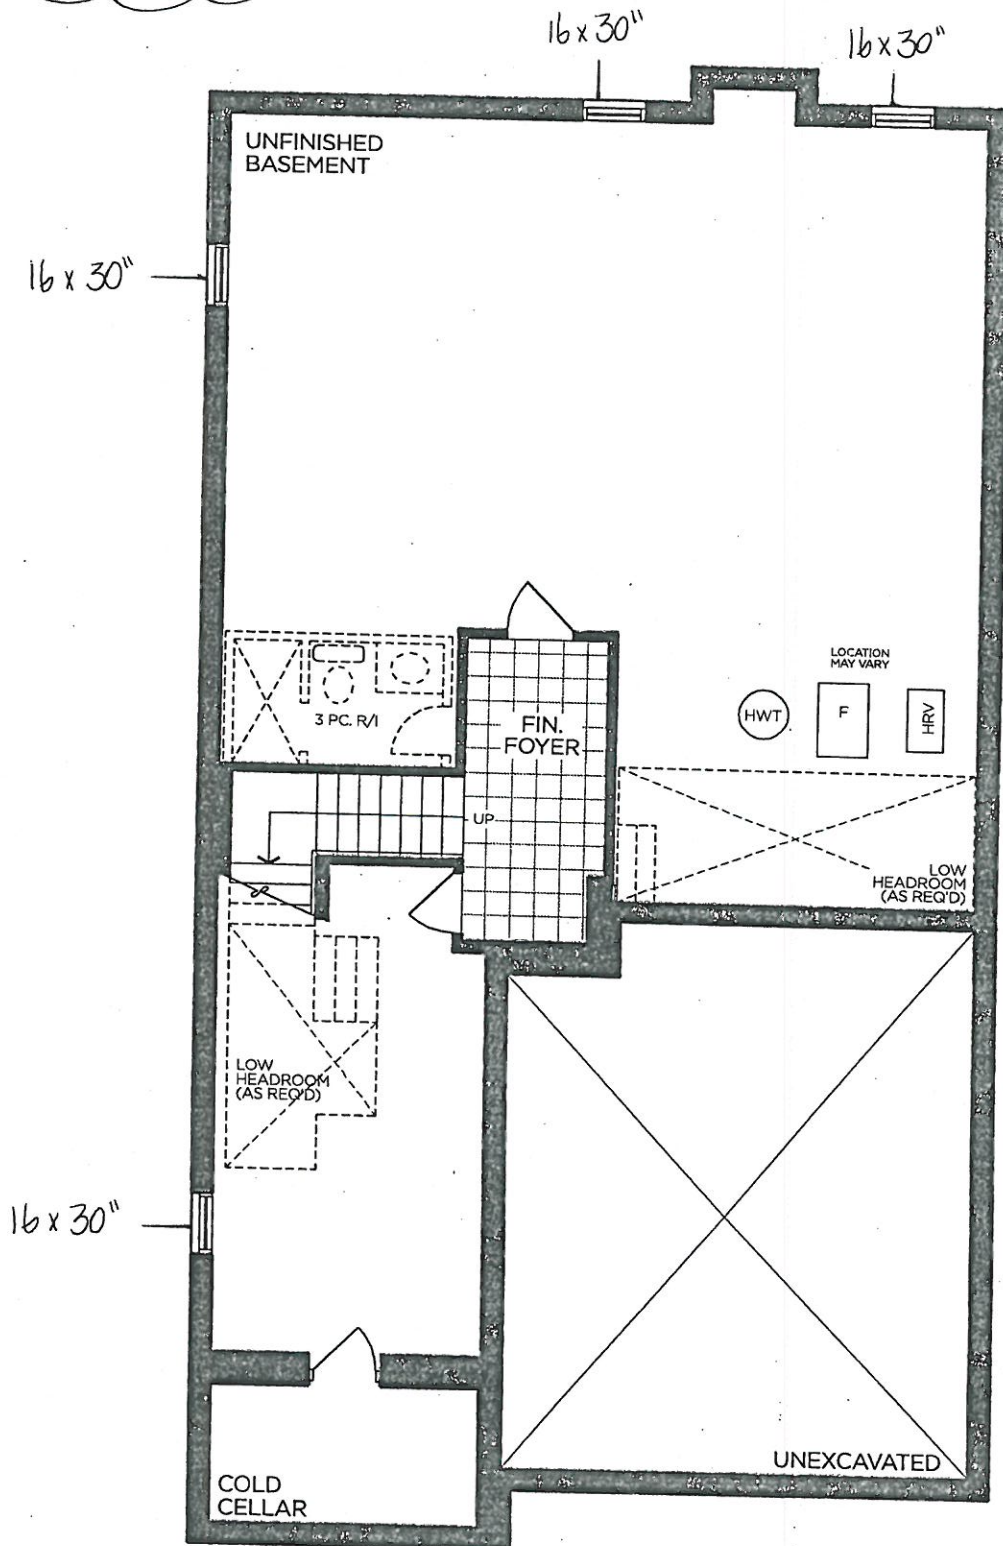 16 x 30"
16 x 30"
UNFINISHED
BASEMENT
16 x 30"
LOCATION
MAY VARY
HWT
F
HRV
3 PC. R/I
FIN.
FOYER
UP
LOW
HEADROOM
(AS REQ'D)
LOW
HEADROOM
(AS REQ'D)
16 x 30"
UNEXCAVATED
COLD
CELLAR